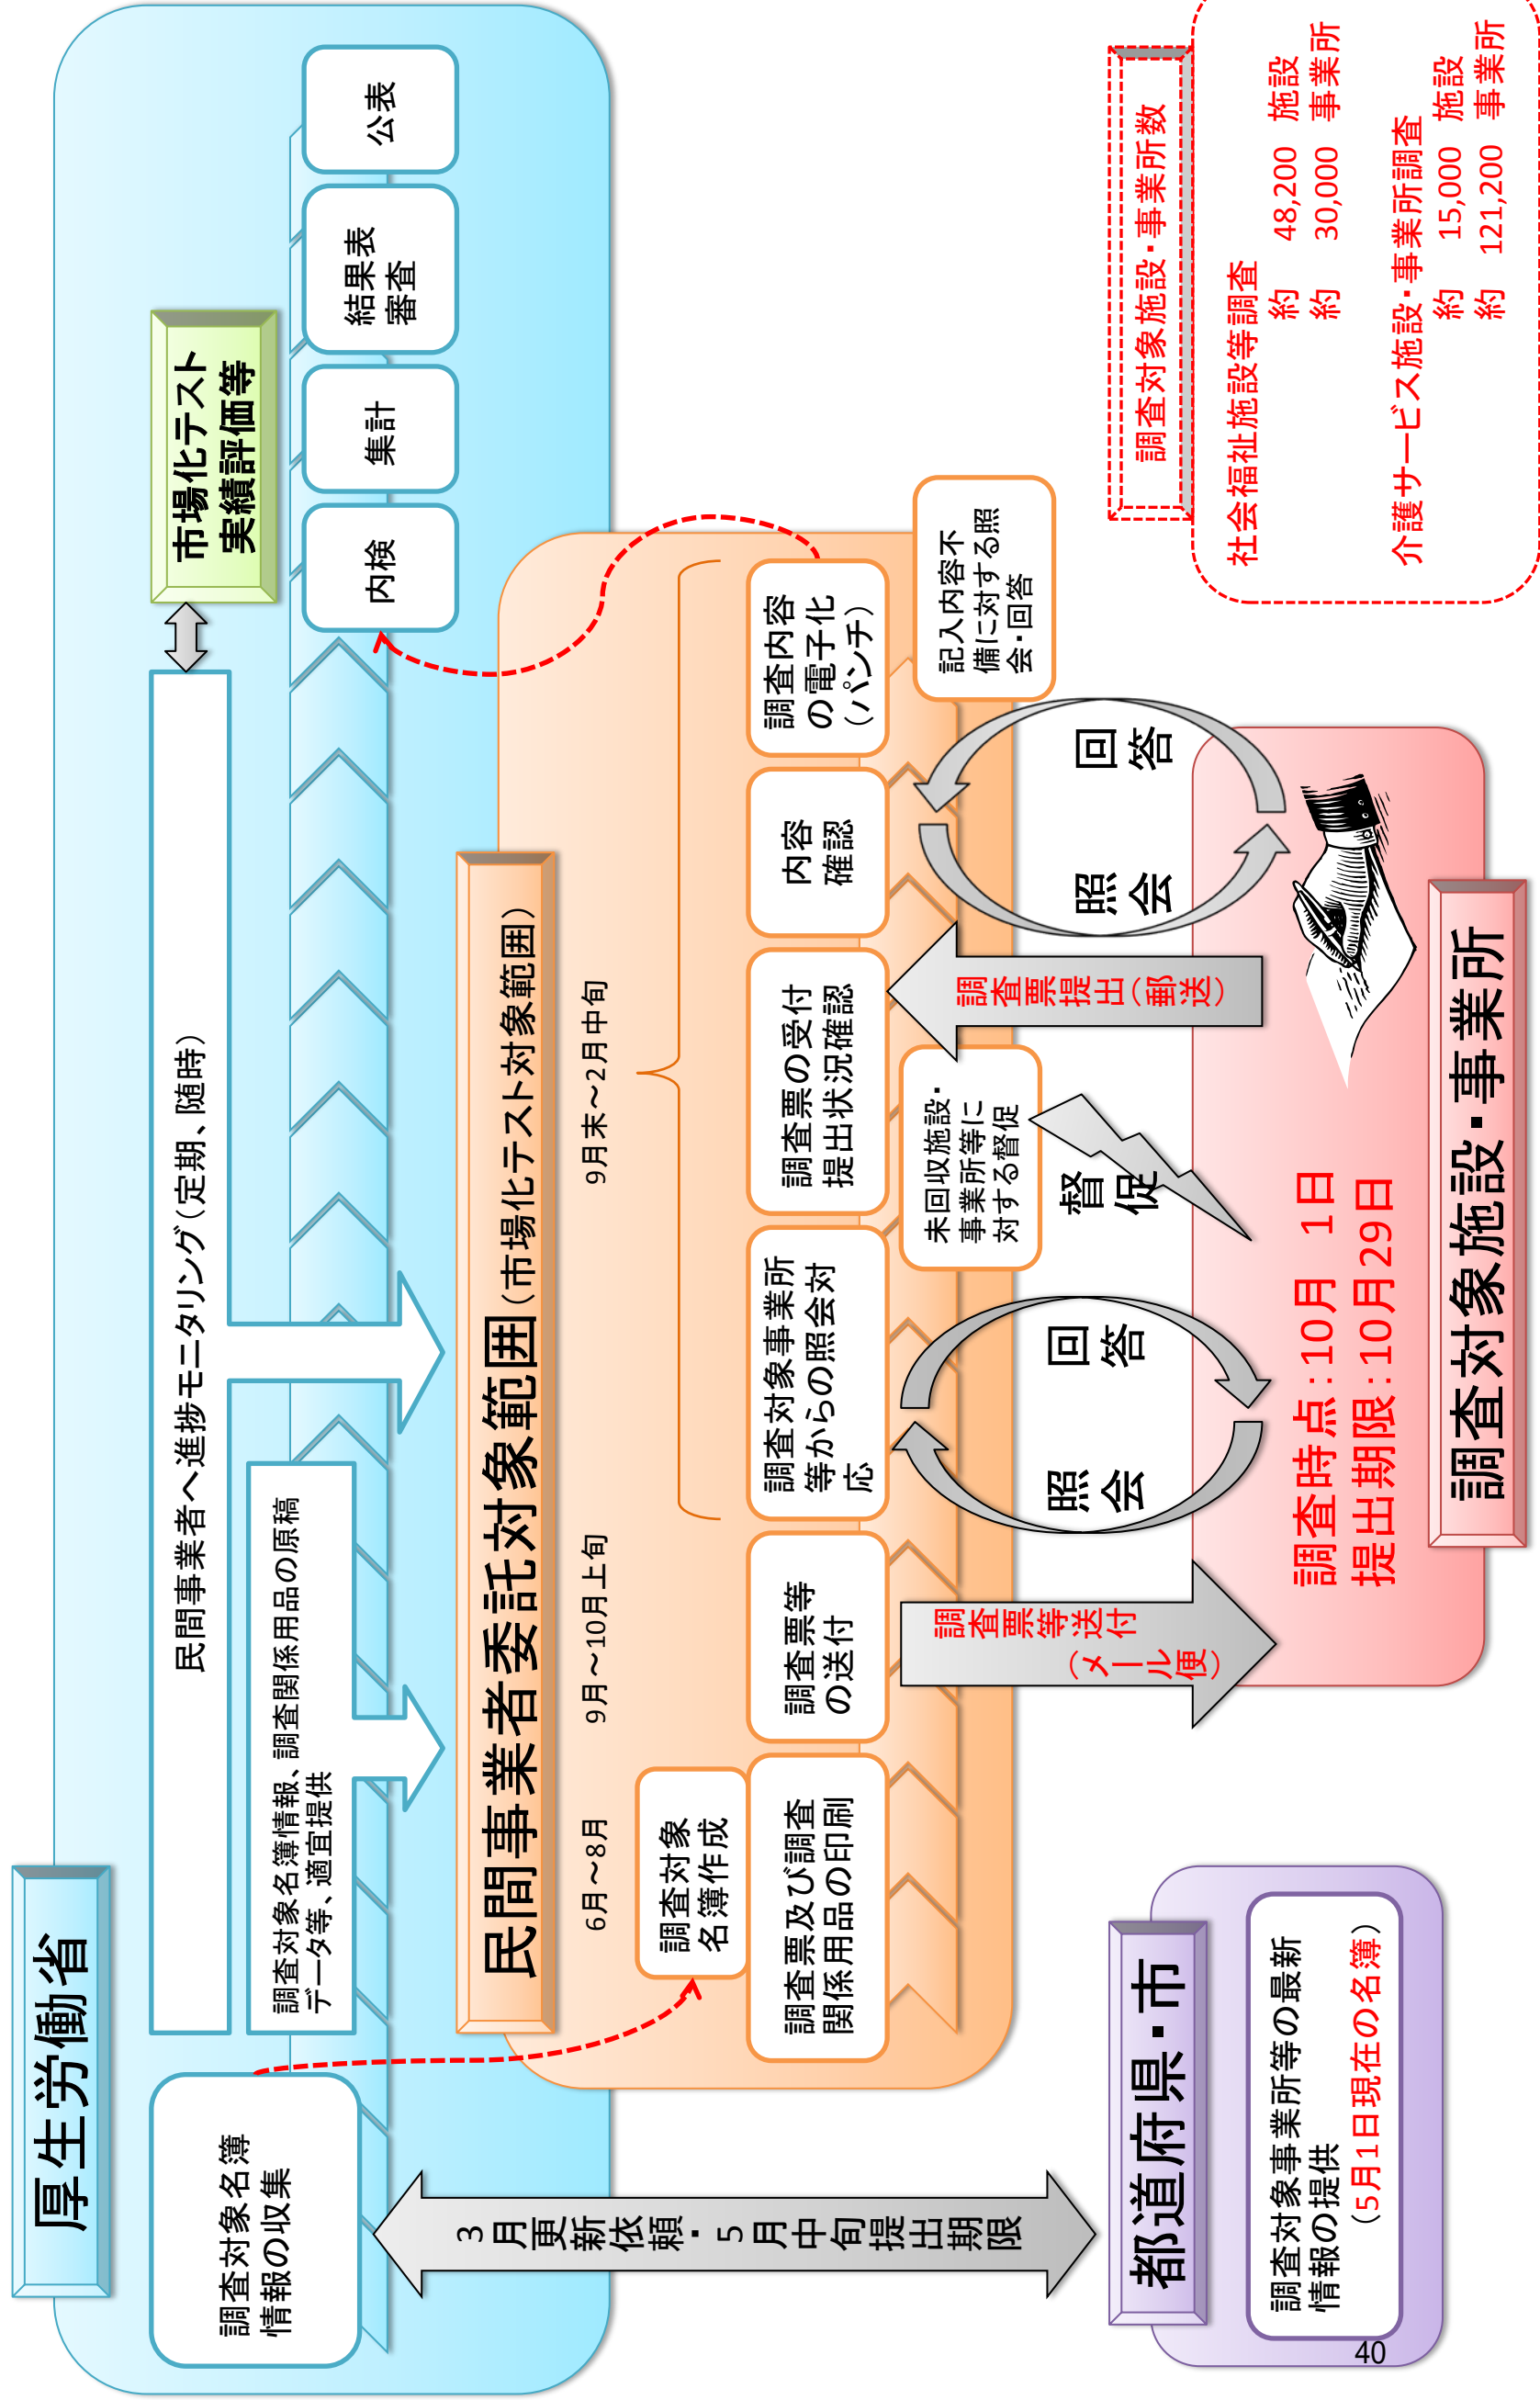 厚生労働省
調査対象名簿
情報の収集
民間事業者へ進捗モニタリング（定期、随時）
市場化テスト
実績評価等
調査対象名簿情報、調査関係用品の原稿
データ等、適宜提供
内検
集計
結果表
審査
公表
民間事業者委託対象範囲（市場化テスト対象範囲）
6月～8月
9月～10月上旬
9月末～2月中旬
調査対象
名簿作成
調査票及び調査
関係用品の印刷
調査票等
の送付
調査対象事業所
等からの照会対
応
調査票の受付
提出状況確認
内容
確認
調査内容
の電子化
（パンチ）
未回収施設・
事業所等に
対する督促
記入内容不
備に対する照
会・回答
3月更新依頼・5月中旬提出期限
調査票等送付
（メール便）
照会
回答
督促
調査票提出（郵送）
照会
回答
都道府県・市
調査対象事業所等の最新
情報の提供
（5月1日現在の名簿）
調査時点：10月　1日
提出期限：10月29日
調査対象施設・事業所
調査対象施設・事業所数
社会福祉施設等調査
約　48,200　施設
約　30,000　事業所
介護サービス施設・事業所調査
約　15,000　施設
約　121,200　事業所
40